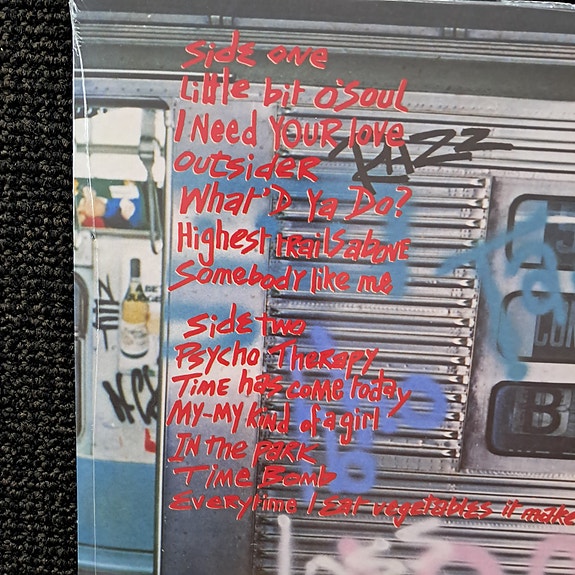 Side one
Little bit o'Soul
I Need YOUR love
Outsider
What'D Ya Do?
Highest trails above
Somebody like me
Side two
Psycho Therapy
Time has come Today
My-my kind of a girl
In the park
Time Bomb
Everytime I Eat vegetables it make
B